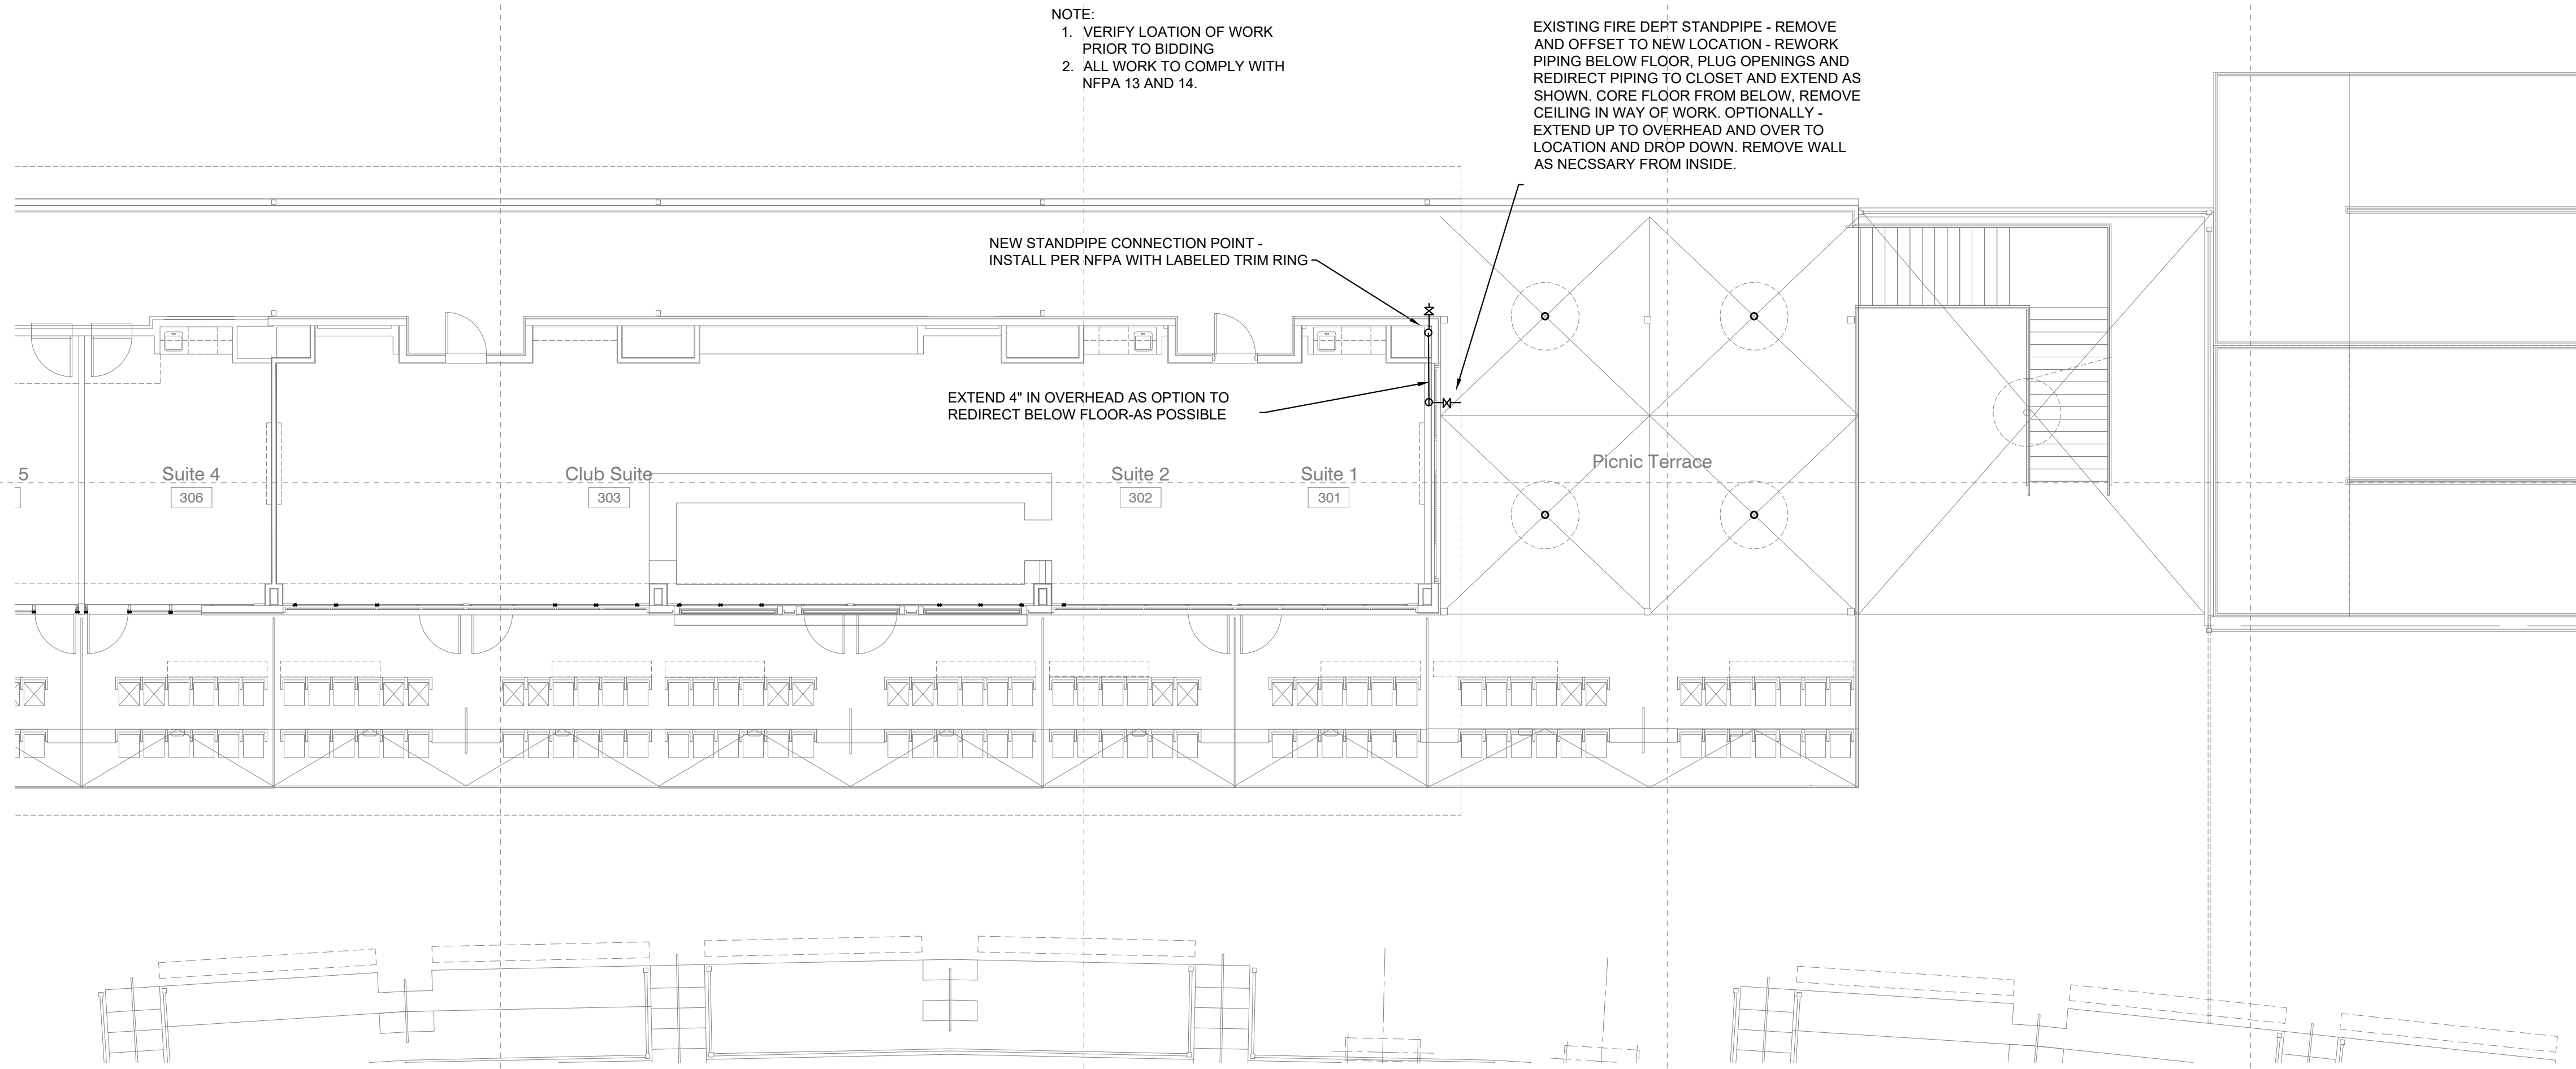 NOTE:
1. VERIFY LOATION OF WORK
PRIOR TO BIDDING
2. ALL WORK TO COMPLY WITH
NFPA 13 AND 14.
EXISTING FIRE DEPT STANDPIPE - REMOVE
AND OFFSET TO NEW LOCATION - REWORK
PIPING BELOW FLOOR, PLUG OPENINGS AND
REDIRECT PIPING TO CLOSET AND EXTEND AS
SHOWN. CORE FLOOR FROM BELOW, REMOVE
CEILING IN WAY OF WORK. OPTIONALLY -
EXTEND UP TO OVERHEAD AND OVER TO
LOCATION AND DROP DOWN. REMOVE WALL
AS NECSSARY FROM INSIDE.
NEW STANDPIPE CONNECTION POINT -
INSTALL PER NFPA WITH LABELED TRIM RING
EXTEND 4" IN OVERHEAD AS OPTION TO
REDIRECT BELOW FLOOR-AS POSSIBLE
5
Suite 4
306
Club Suite
303
Suite 2
302
Suite 1
301
Picnic Terrace